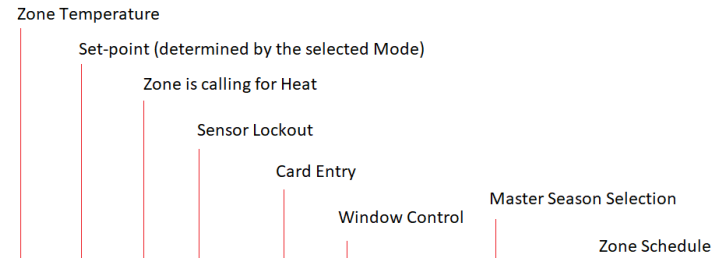 Zone Temperature
Set-point (determined by the selected Mode)
Zone is calling for Heat
Sensor Lockout
Card Entry
Master Season Selection
Window Control
Zone Schedule